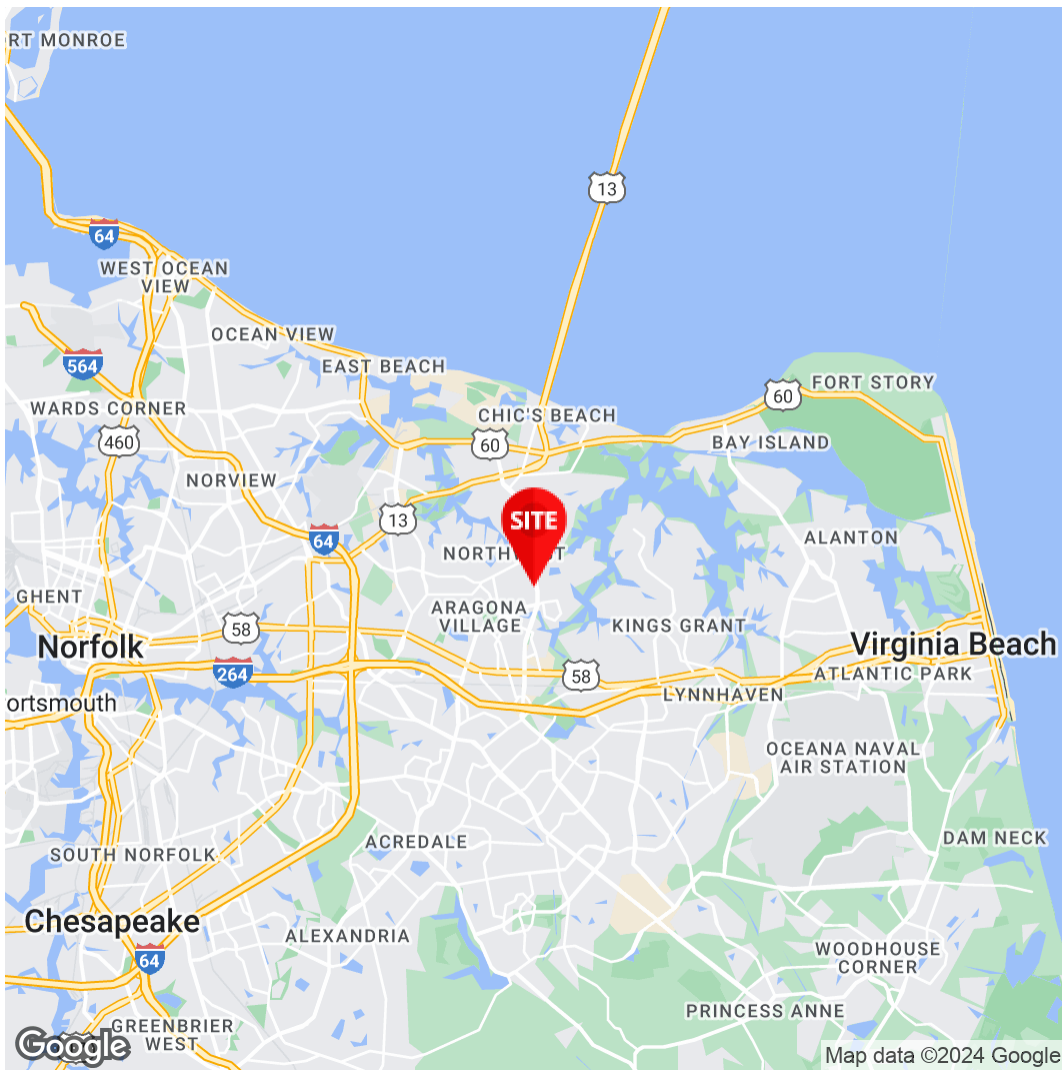 RT MONROE
13
64
WEST OCEAN
VIEW
OCEAN VIEW
564
EAST BEACH
FORT STORY
60
WARDS CORNER
CHIC'S BEACH
460
60
BAY ISLAND
NORVIEW
13
SITE
64
ALANTON
NORTHWEST
GHENT
ARAGONA
VILLAGE
KINGS GRANT
58
Norfolk
Virginia Beach
264
58
ATLANTIC PARK
LYNNHAVEN
ortsmouth
OCEANA NAVAL
AIR STATION
ACREDALE
DAM NECK
SOUTH NORFOLK
Chesapeake
ALEXANDRIA
64
WOODHOUSE
CORNER
PRINCESS ANNE
GREENBRIER
WEST
Google
Map data ©2024 Google